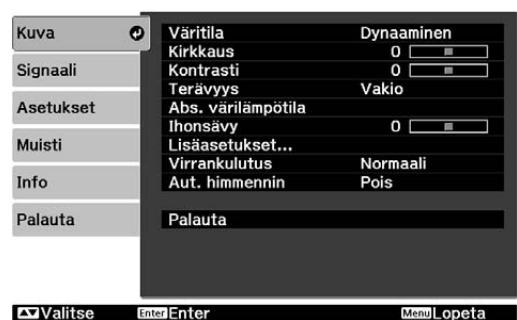 Kuva
Signaali
Asetukset
Muisti
Info
Palauta
Väritila Dynaaminen
Kirkkaus 0
Kontrasti 0
Terävyys Vakio
Abs. värilämpötila
Ihonsävy 0
Lisäasetukset...
Virrankulutus Normaali
Aut. himmennin Pois
Palauta
Valitse Enter Enter Menu Lopeta